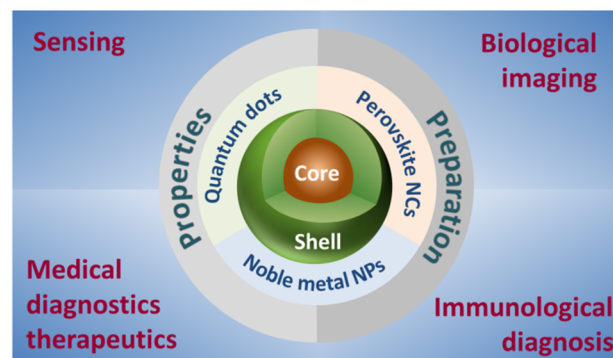 Sensing
Biological
imaging
Properties
Quantum dots
Perovskite NCs
Preparation
Core
Shell
Noble metal NPs
Medical
diagnostics
therapeutics
Immunological
diagnosis